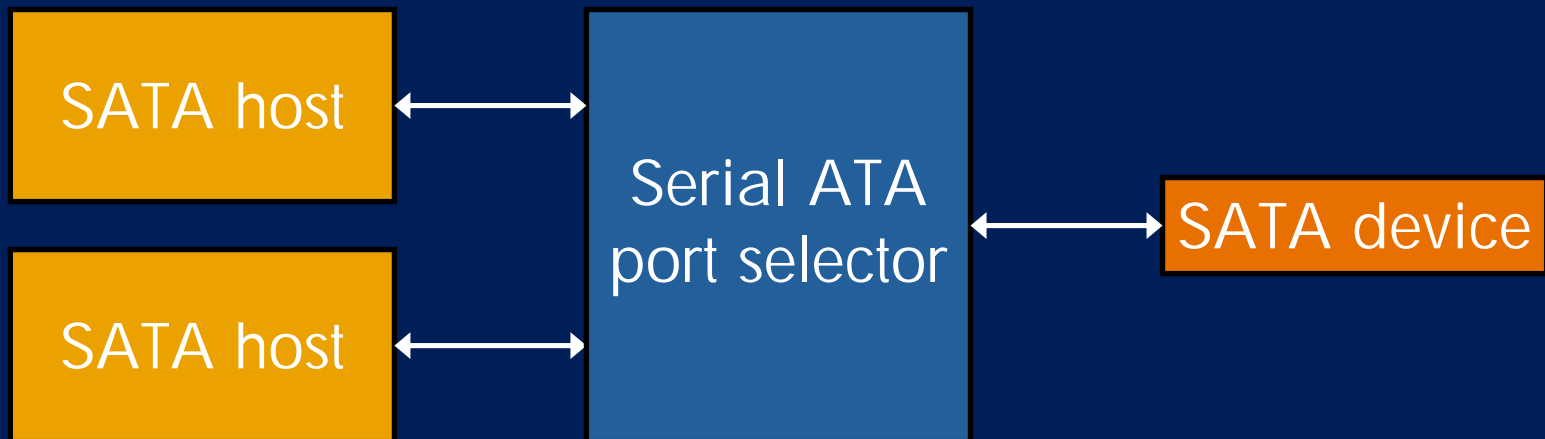 SATA host
SATA host
Serial ATA
port selector
SATA device